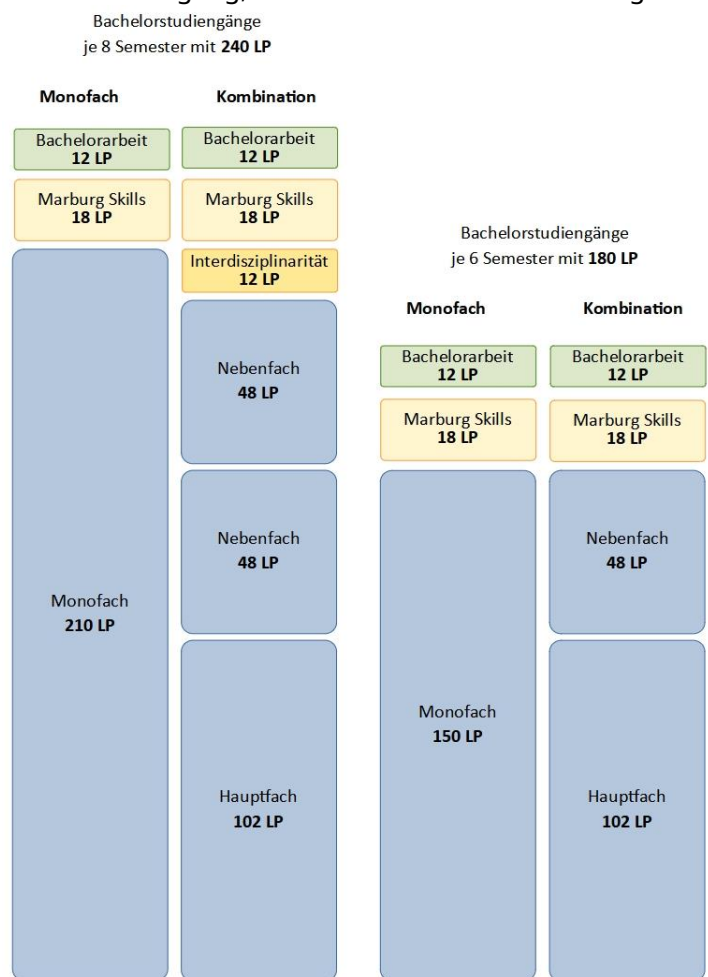 Bachelorstudiengänge
je 8 Semester mit 240 LP
Monofach
Kombination
Bachelorarbeit
12 LP
Marburg Skills
18 LP
Monofach
210 LP
Bachelorarbeit
12 LP
Marburg Skills
18 LP
Interdisziplinarität
12 LP
Nebenfach
48 LP
Nebenfach
48 LP
Hauptfach
102 LP
Bachelorstudiengänge
je 6 Semester mit 180 LP
Monofach
Kombination
Bachelorarbeit
12 LP
Marburg Skills
18 LP
Monofach
150 LP
Bachelorarbeit
12 LP
Marburg Skills
18 LP
Nebenfach
48 LP
Hauptfach
102 LP